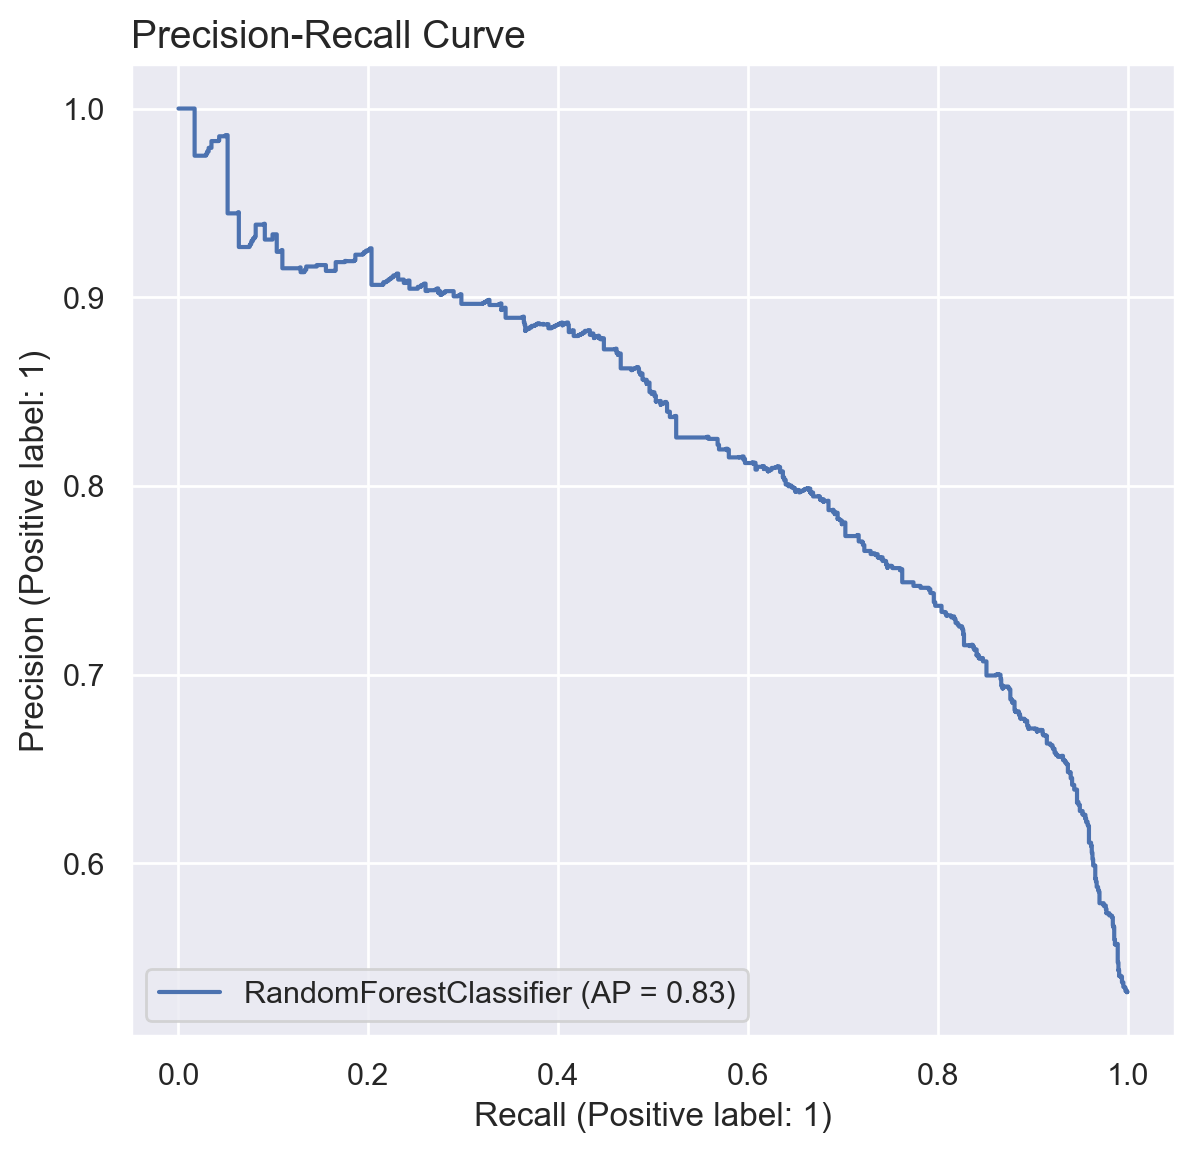 Precision-Recall Curve
1.0
0.9
0.8
0.7
0.6
Precision (Positive label: 1)
RandomForestClassifier (AP = 0.83)
0.0 0.2 0.4 0.6 0.8 1.0
Recall (Positive label: 1)